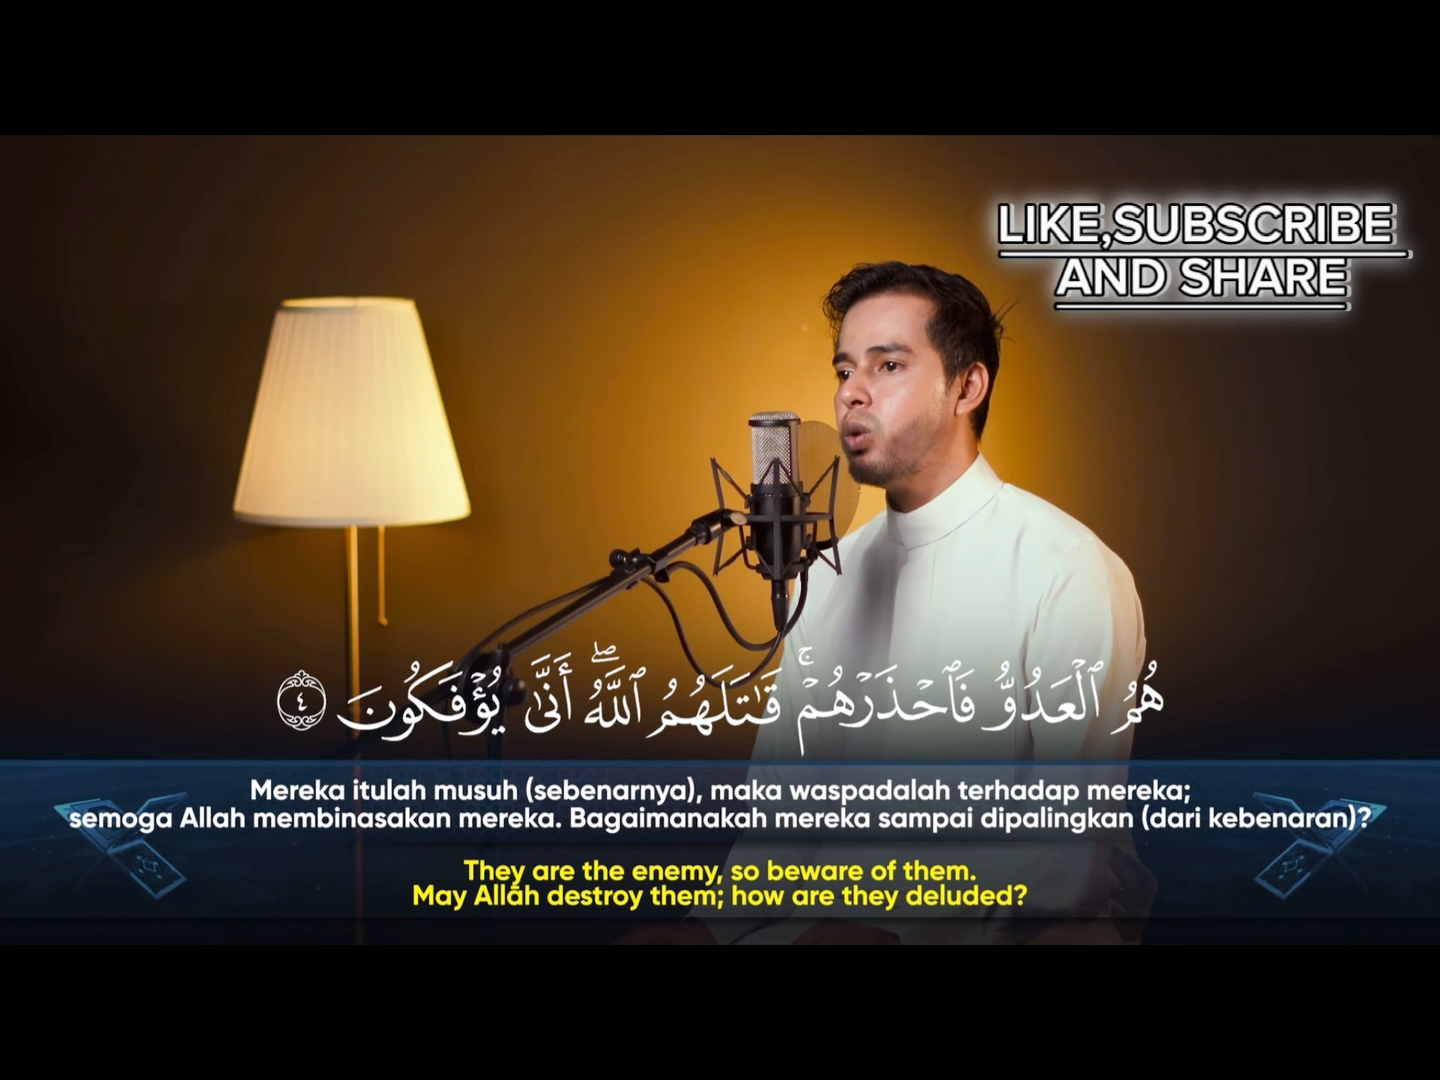 LIKE,SUBSCRIBE
AND SHARE
هُمُ ٱلۡعَدُوُّ فَٱحۡذَرۡهُمۡۚ قَٰتَلَهُمُ ٱللَّهُۖ أَنَّىٰ يُؤۡفَكُونَ ٤
Mereka itulah musuh (sebenarnya), maka waspadalah terhadap mereka;
semoga Allah membinasakan mereka. Bagaimanakah mereka sampai dipalingkan (dari kebenaran)?
They are the enemy, so beware of them.
May Allāh destroy them; how are they deluded?